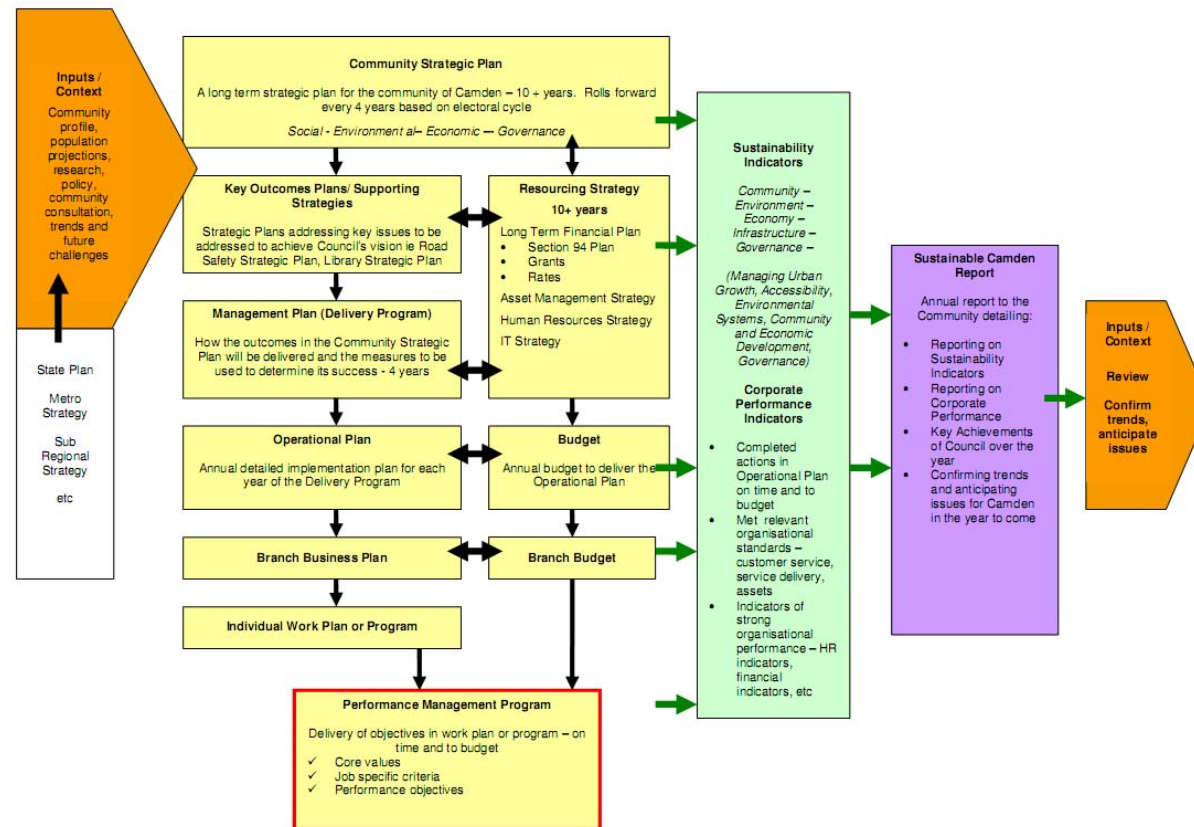 Inputs /
Context
Community
profile,
population
projections,
research,
policy,
community
consultation,
trends and
future
challenges
State Plan
Metro
Strategy
Sub
Regional
Strategy
etc
Community Strategic Plan
A long term strategic plan for the community of Camden – 10 + years. Rolls forward
every 4 years based on electoral cycle
Social - Environment al– Economic –- Governance
Key Outcomes Plans/ Supporting
Strategies
Strategic Plans addressing key issues to be
addressed to achieve Council's vision ie Road
Safety Strategic Plan, Library Strategic Plan
Resourcing Strategy
10+ years
Long Term Financial Plan
• Section 94 Plan
• Grants
• Rates
Asset Management Strategy
Human Resources Strategy
IT Strategy
Management Plan (Delivery Program)
How the outcomes in the Community Strategic
Plan will be delivered and the measures to be
used to determine its success - 4 years
Operational Plan
Annual detailed implementation plan for each
year of the Delivery Program
Budget
Annual budget to deliver the
Operational Plan
Branch Business Plan
Branch Budget
Individual Work Plan or Program
Performance Management Program
Delivery of objectives in work plan or program – on
time and to budget
✓ Core values
✓ Job specific criteria
✓ Performance objectives
Sustainability
Indicators
Community –
Environment –
Economy –
Infrastructure –
Governance –
(Managing Urban
Growth, Accessibility,
Environmental
Systems, Community
and Economic
Development,
Governance)
Corporate
Performance
Indicators
• Completed
actions in
Operational Plan
on time and to
budget
• Met relevant
organisational
standards –
customer service,
service delivery,
assets
• Indicators of
strong
organisational
performance – HR
indicators,
financial
indicators, etc
Sustainable Camden
Report
Annual report to the
Community detailing:
• Reporting on
Sustainability
Indicators
• Reporting on
Corporate
Performance
• Key Achievements
of Council over the
year
• Confirming trends
and anticipating
issues for Camden
in the year to come
Inputs /
Context
Review
Confirm
trends,
anticipate
issues